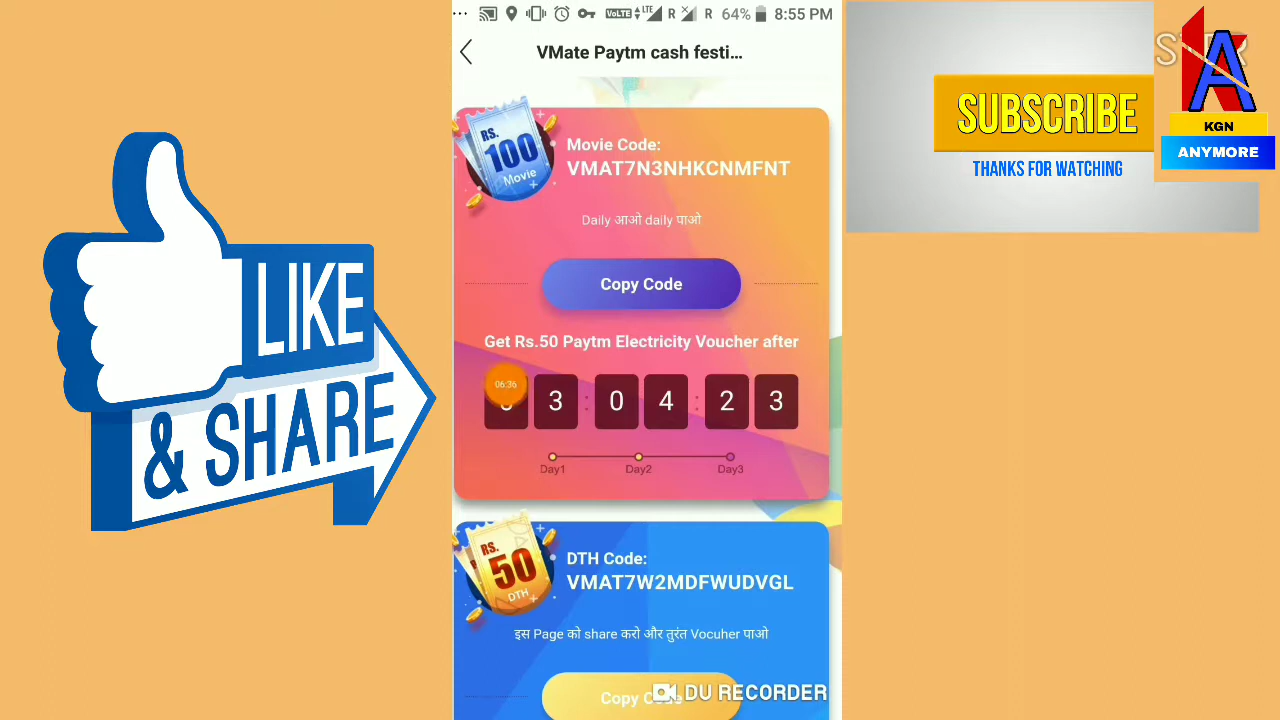 LIKE
& SHARE
... VoLTE LTE R R 64% 8:55 PM
VMate Paytm cash festi...
RS.
100
Movie
Movie Code:
VMAT7N3NHKCNMFNT
Daily आओ daily पाओ
Copy Code
Get Rs.50 Paytm Electricity Voucher after
06:36
3 : 0 4 : 2 3
Day1 Day2 Day3
RS.
50
DTH
DTH Code:
VMAT7W2MDFWUDVGL
इस Page को share करो और तुरंत Vocuher पाओ
DU RECORDER
SUBSCRIBE
THANKS FOR WATCHING
A
KGN
ANYMORE